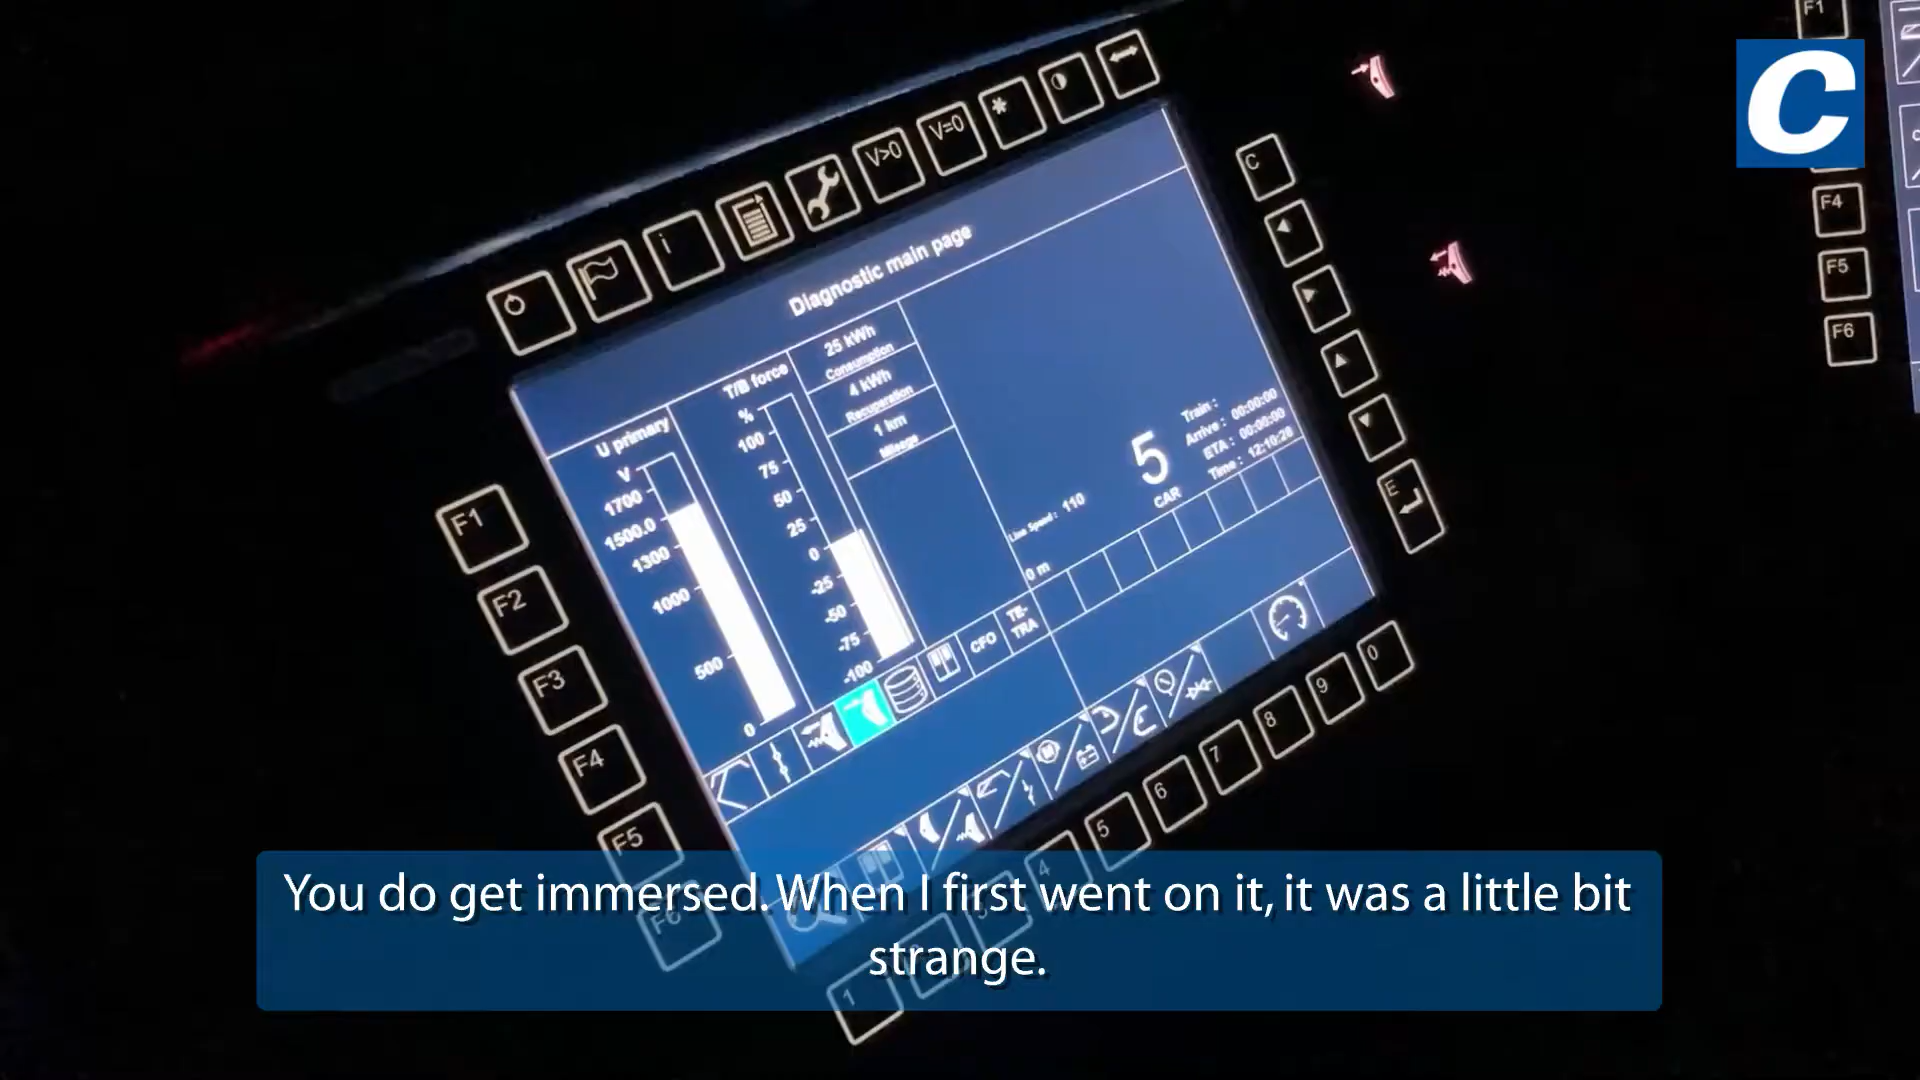 V>0
V=0
*
i
C
E
Diagnostic main page
U primary
V
1700
1500.0
1300
1000
500
0
T/B force
%
100
75
50
25
0
-25
-50
-75
-100
25 kWh
Consumption
4 kWh
Recuperation
1 km
Mileage
5
CAR
Train :
Arrive : 00:00:00
ETA : 00:00:00
Time : 12:10:28
Line Speed : 110
0 m
CFO
TE-
TRA
M
F1
F2
F3
F4
F5
F6
1
3
4
5
6
7
8
9
0
F1
F4
F5
F6
C
You do get immersed. When I first went on it, it was a little bit
strange.